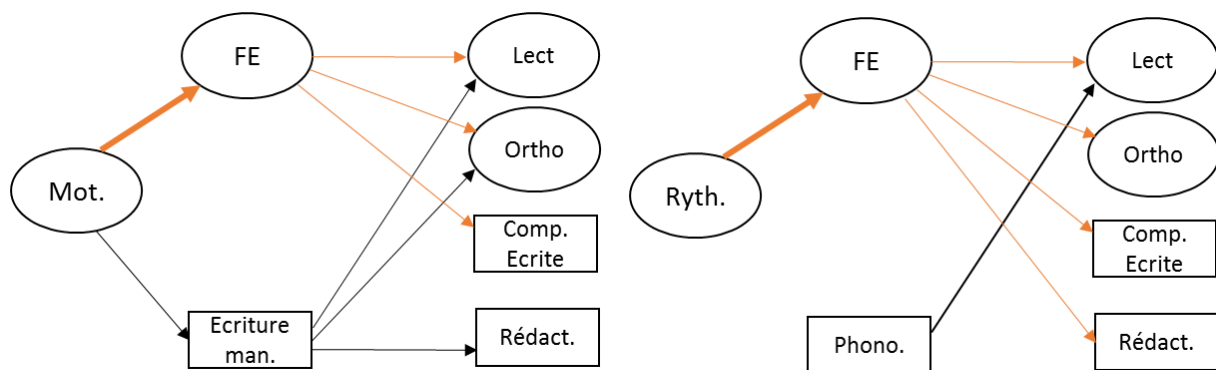 FE
Lect
Ortho
Mot.
Comp.
Ecrite
Ecriture
man.
Rédact.
FE
Lect
Ortho
Ryth.
Comp.
Ecrite
Phono.
Rédact.